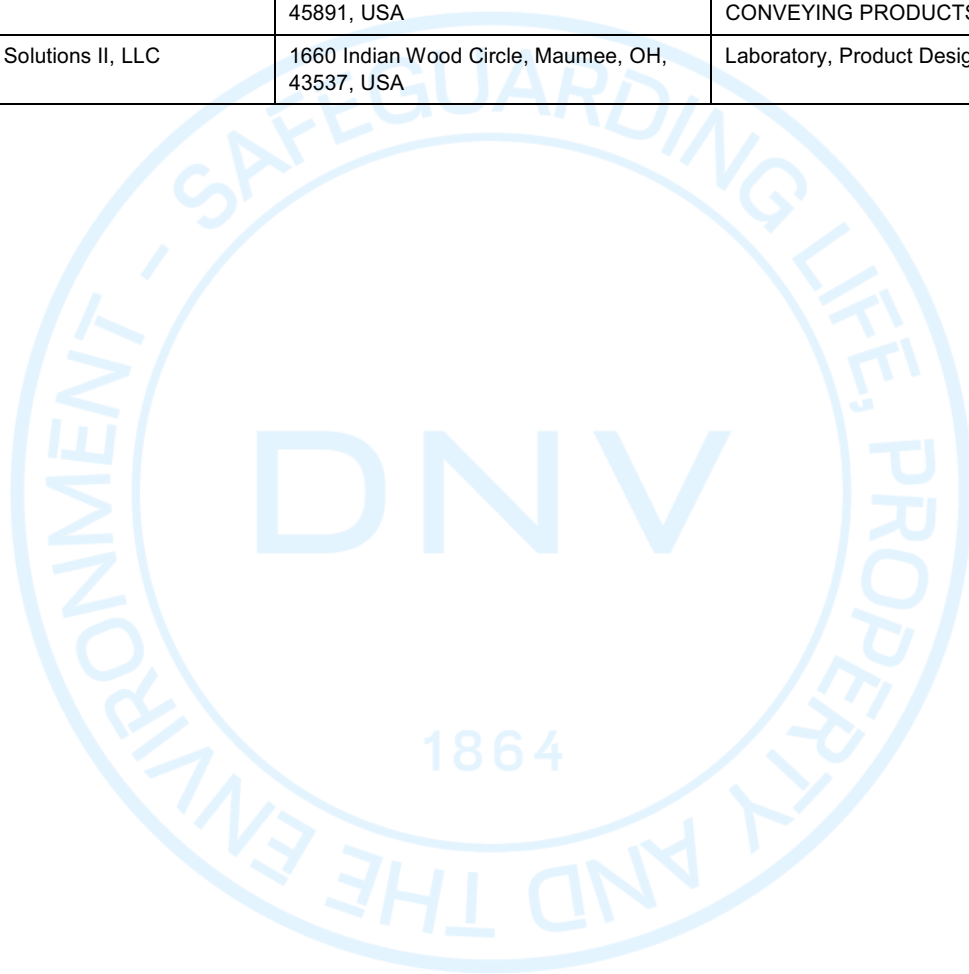 45891, USA
CONVEYING PRODUCTS
Solutions II, LLC
1660 Indian Wood Circle, Maumee, OH,
43537, USA
Laboratory, Product Desig
SAFEGUARDING LIFE, PROPERTY AND THE ENVIRONMENT -
DNV
1864